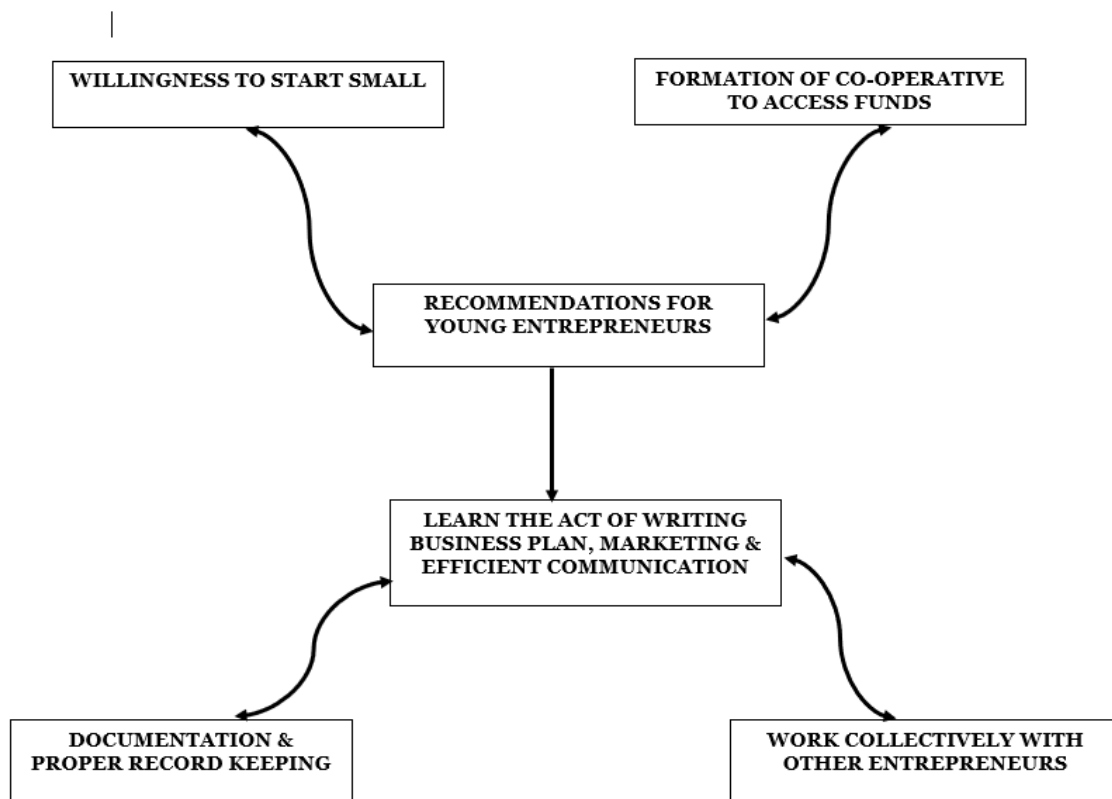 WILLINGNESS TO START SMALL
FORMATION OF CO-OPERATIVE
TO ACCESS FUNDS
RECOMMENDATIONS FOR
YOUNG ENTREPRENEURS
LEARN THE ACT OF WRITING
BUSINESS PLAN, MARKETING &
EFFICIENT COMMUNICATION
DOCUMENTATION &
PROPER RECORD KEEPING
WORK COLLECTIVELY WITH
OTHER ENTREPRENEURS